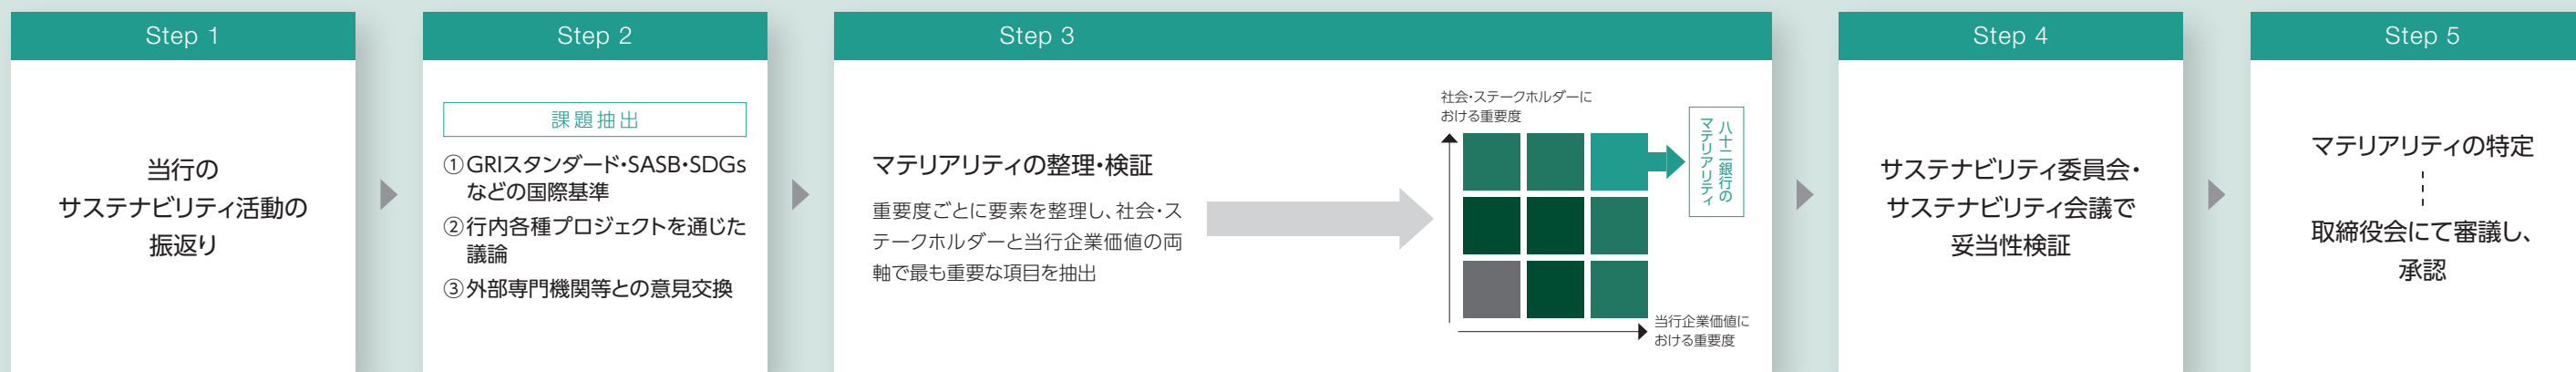 Step 1
当行の
サステナビリティ活動の
振返り
Step 2
課題抽出
①GRIスタンダード・SASB・SDGs
などの国際基準
②行内各種プロジェクトを通じた
議論
③外部専門機関等との意見交換
Step 3
マテリアリティの整理・検証
重要度ごとに要素を整理し、社会・ス
テークホルダーと当行企業価値の両
軸で最も重要な項目を抽出
社会・ステークホルダーに
おける重要度
八十二銀行の
マテリアリティ
当行企業価値に
おける重要度
Step 4
サステナビリティ委員会・
サステナビリティ会議で
妥当性検証
Step 5
マテリアリティの特定
取締役会にて審議し、
承認